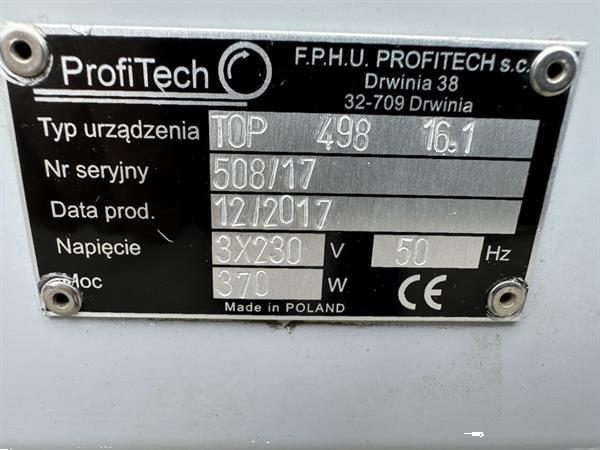 ProfiTech
F.P.H.U. PROFITECH s.c.
Drwinia 38
32-709 Drwinia
Typ urządzenia TOP 498 16.1
Nr seryjny 508/17
Data prod. 12/2017
Napięcie 3X230 V 50 Hz
Moc 370 W CE
Made in POLAND